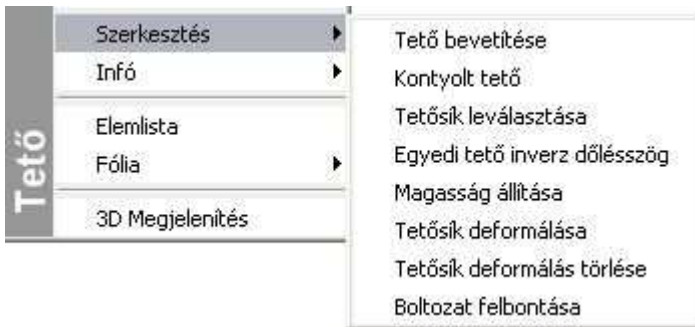 Tető
Szerkesztés
Infó
Elemlista
Fólia
3D Megjelenítés
Tető bevetítése
Kontyolt tető
Tetősík leválasztása
Egyedi tető inverz dőlésszög
Magasság állítása
Tetősík deformálása
Tetősík deformálás törlése
Boltozat felbontása